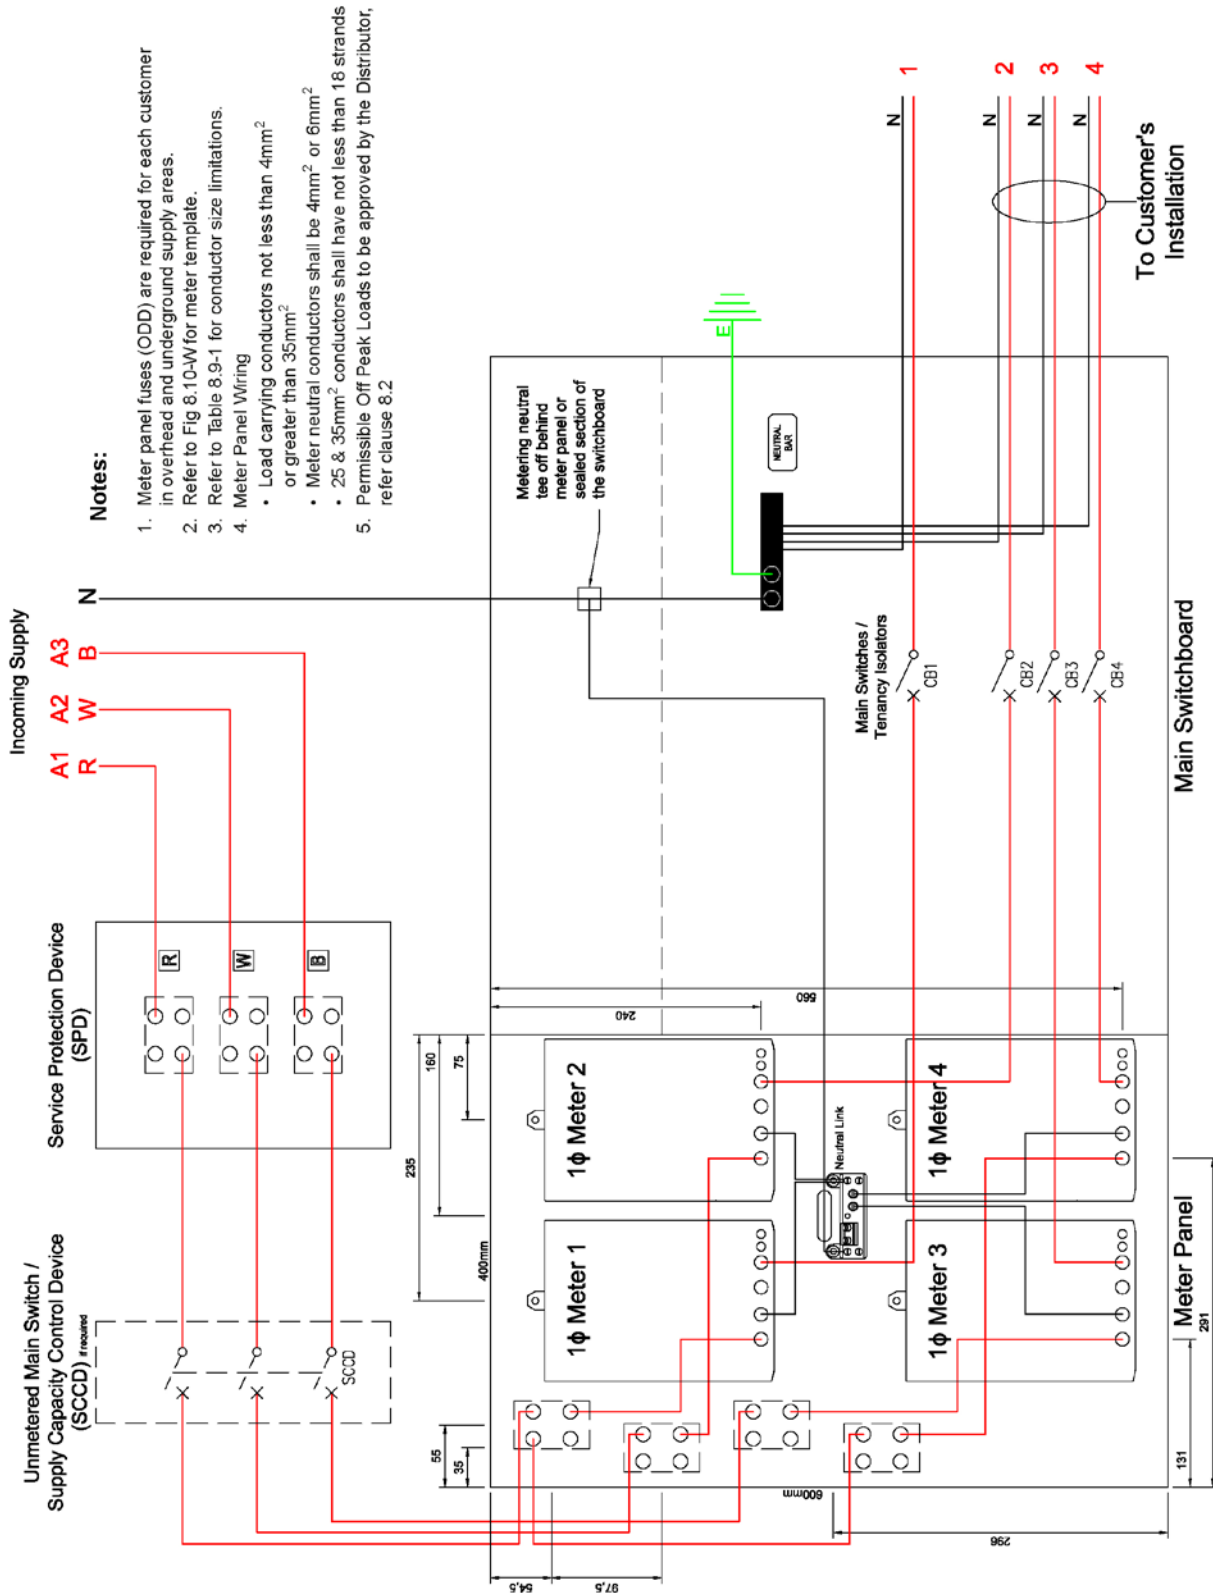 Incoming Supply
A1 A2 A3
R W B N
Notes:
1. Meter panel fuses (ODD) are required for each customer
in overhead and underground supply areas.
2. Refer to Fig 8.10-W for meter template.
3. Refer to Table 8.9-1 for conductor size limitations.
4. Meter Panel Wiring
• Load carrying conductors not less than 4mm²
or greater than 35mm²
• Meter neutral conductors shall be 4mm² or 6mm²
• 25 & 35mm² conductors shall have not less than 18 strands
5. Permissible Off Peak Loads to be approved by the Distributor,
refer clause 8.2
Service Protection Device
(SPD)
R
W
B
Unmetered Main Switch /
Supply Capacity Control Device
(SCCD) if required
SCCD
400mm
235
160
75
55
35
54,5
97,5
600mm
296
240
560
1ϕ Meter 1
1ϕ Meter 2
1ϕ Meter 3
1ϕ Meter 4
Neutral Link
131
291
Meter Panel
Metering neutral
tee off behind
meter panel or
sealed section of
the switchboard
E
NEUTRAL
BAR
Main Switches /
Tenancy Isolators
CB1
CB2
CB3
CB4
Main Switchboard
N
1
N
2
N
3
N
4
To Customer's
Installation